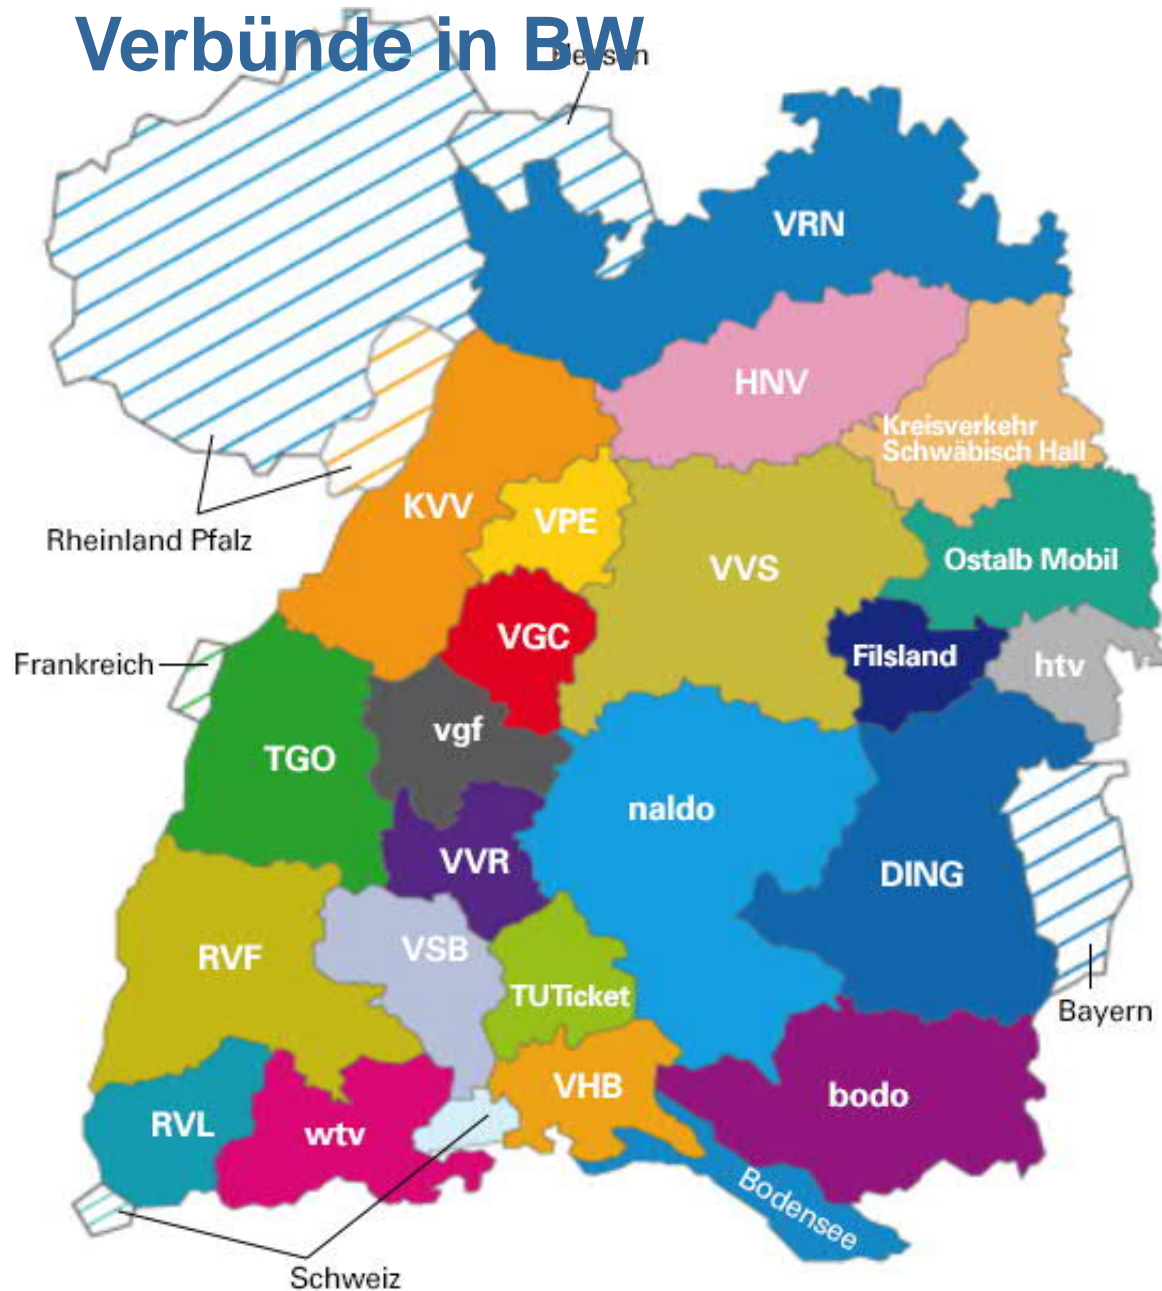 Verbünde in BW
Hessen
VRN
HNV
Kreisverkehr
Schwäbisch Hall
KVV
VPE
Rheinland Pfalz
VVS
Ostalb Mobil
VGC
Filsland
htv
Frankreich
vgf
TGO
naldo
VVR
DING
VSB
RVF
TUTicket
Bayern
VHB
bodo
RVL
wtv
Bodensee
Schweiz